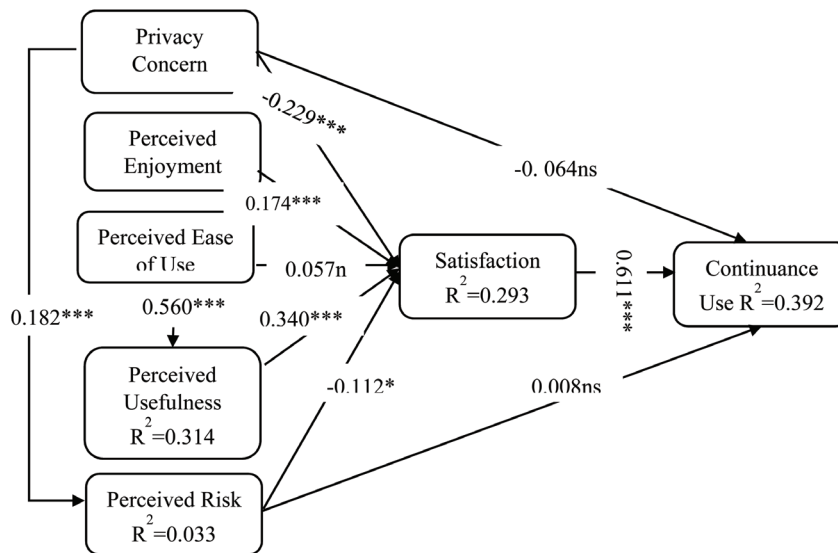 Privacy
Concern
-0.229***
Perceived
Enjoyment
-0. 064ns
0.174***
Perceived Ease
of Use
0.057n
Satisfaction
R²=0.293
0.611***
Continuance
Use R²=0.392
0.182***
0.560***
0.340***
Perceived
Usefulness
R²=0.314
-0.112*
0.008ns
Perceived Risk
R²=0.033